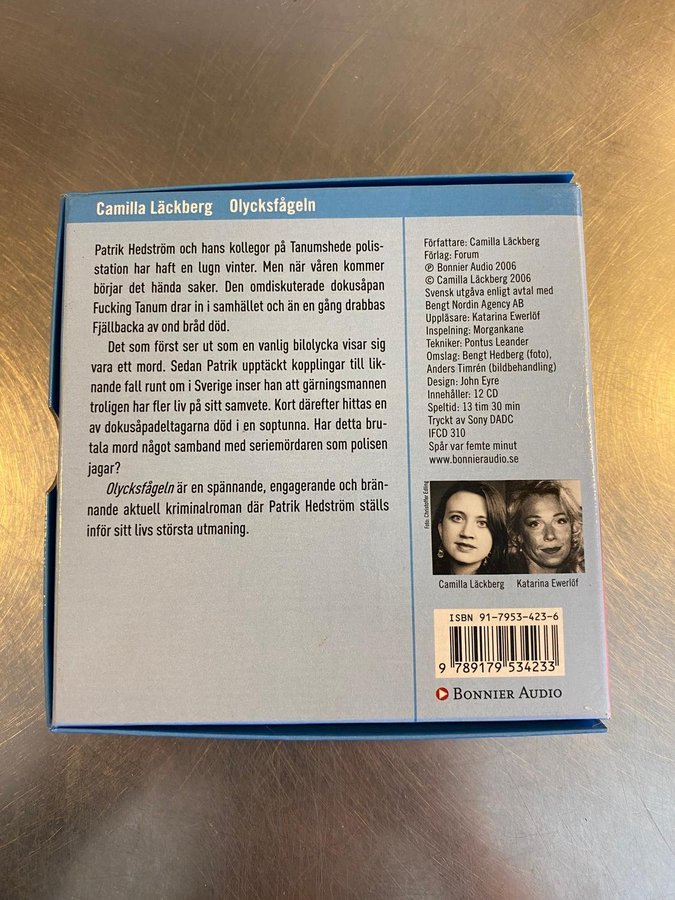 Camilla Läckberg Olycksfågeln
Patrik Hedström och hans kollegor på Tanumshede polis-
station har haft en lugn vinter. Men när våren kommer
börjar det hända saker. Den omdiskuterade dokusåpan
Fucking Tanum drar in i samhället och än en gång drabbas
Fjällbacka av ond bråd död.
Det som först ser ut som en vanlig bilolycka visar sig
vara ett mord. Sedan Patrik upptäckt kopplingar till lik-
nande fall runt om i Sverige inser han att gärningsmannen
troligen har fler liv på sitt samvete. Kort därefter hittas en
av dokusåpadeltagarna död i en soptunna. Har detta bru-
tala mord något samband med seriemördaren som polisen
jagar?
Olycksfågeln är en spännande, engagerande och brän-
nande aktuell kriminalroman där Patrik Hedström ställs
inför sitt livs största utmaning.
Författare: Camilla Läckberg
Förlag: Forum
℗ Bonnier Audio 2006
© Camilla Läckberg 2006
Svensk utgåva enligt avtal med
Bengt Nordin Agency AB
Uppläsare: Katarina Ewerlöf
Inspelning: Morgankane
Tekniker: Pontus Leander
Omslag: Bengt Hedberg (foto),
Anders Timrén (bildbehandling)
Design: John Eyre
Innehåller: 12 CD
Speltid: 13 tim 30 min
Tryckt av Sony DADC
IFCD 310
Spår var femte minut
www.bonnieraudio.se
Foto: Christoffer Edling
Camilla Läckberg Katarina Ewerlöf
ISBN 91-7953-423-6
9 789179 534233
BONNIER AUDIO